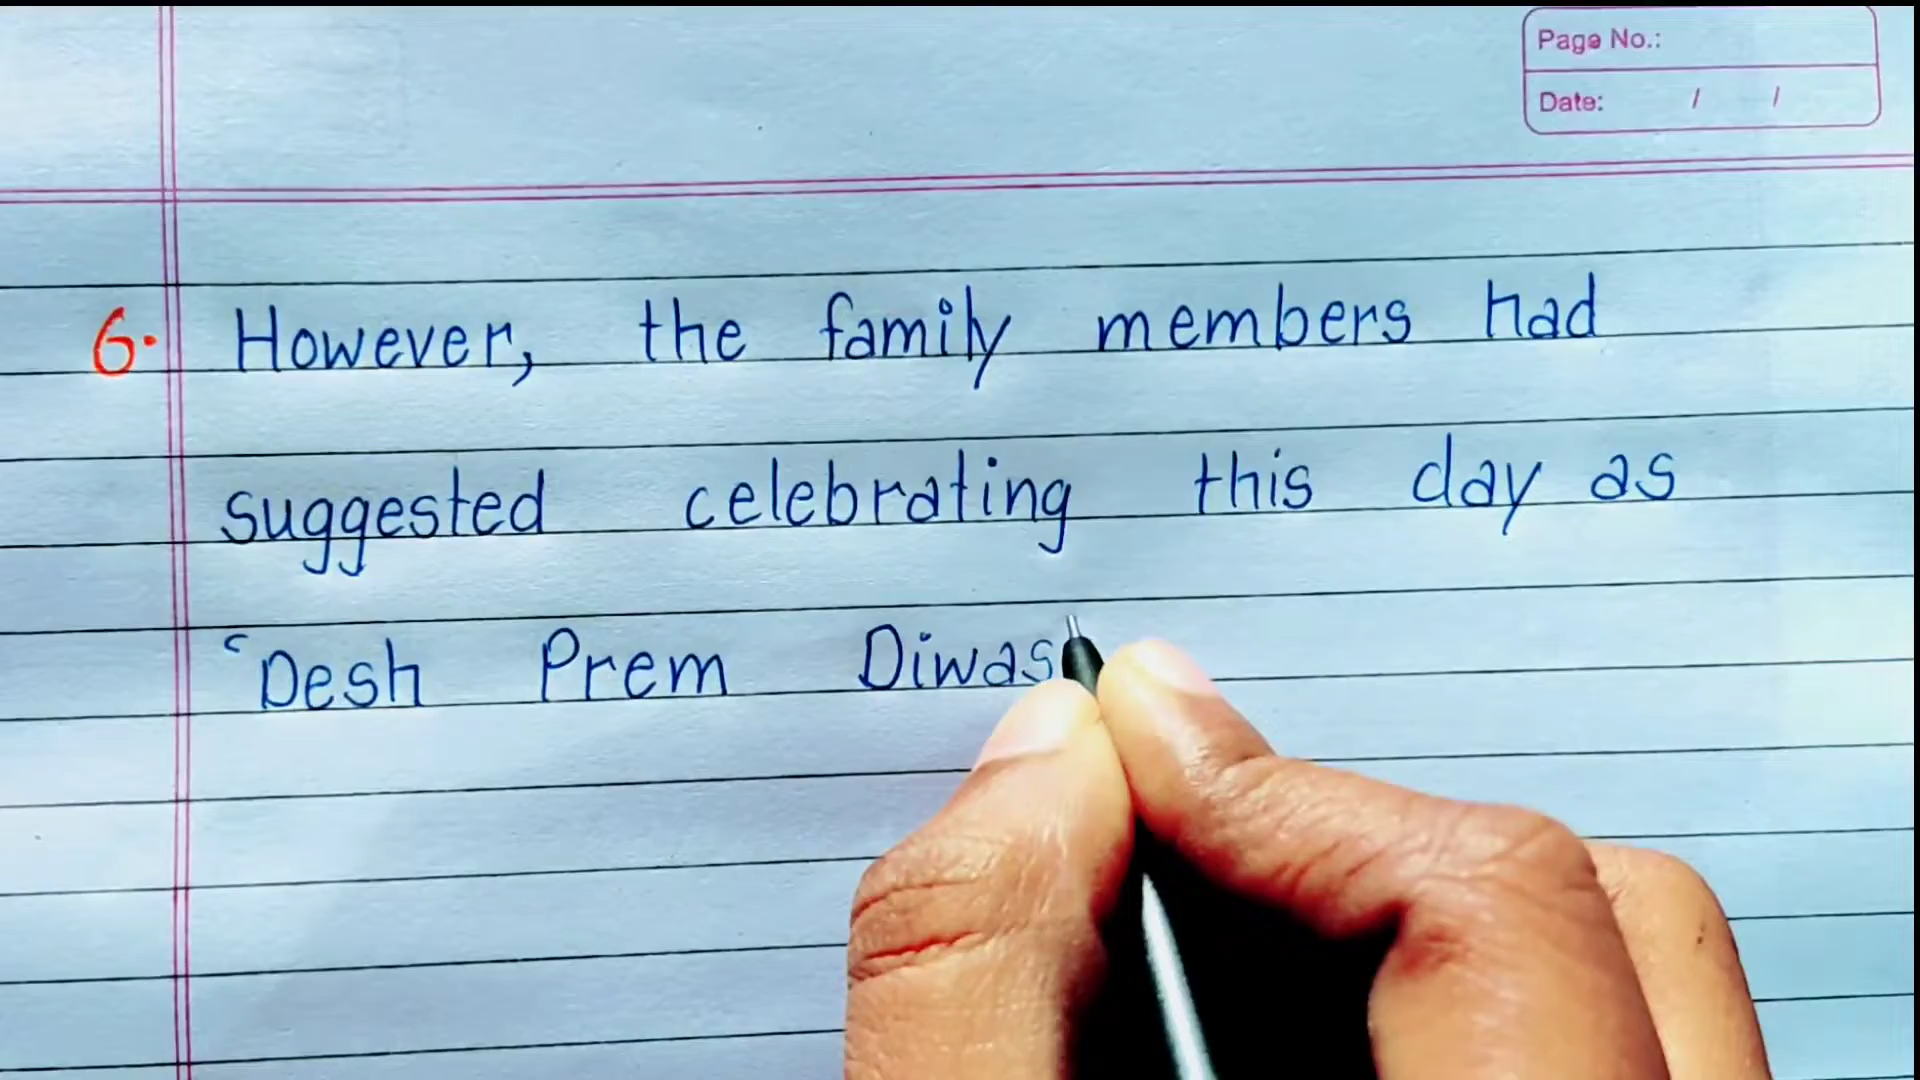 Page No.:
Date: / /
6. However, the family members had
suggested celebrating this day as
‘Desh Prem Diwas